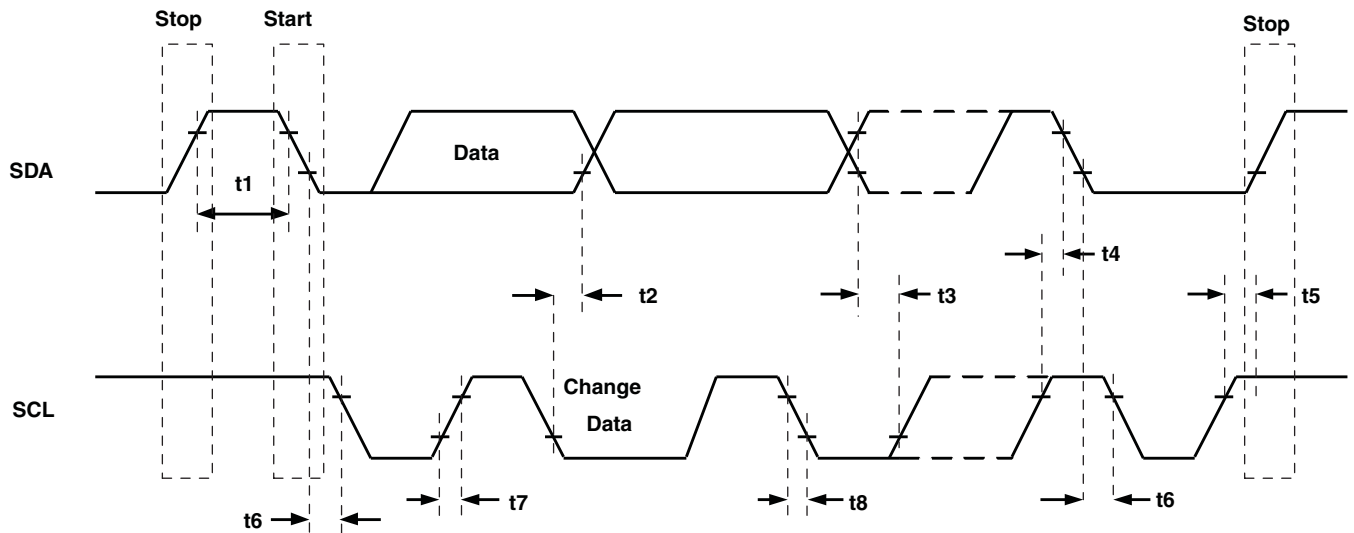 Stop
Start
Stop
SDA
Data
t1
t4
t2
t3
t5
SCL
Change
Data
t6
t7
t8
t6